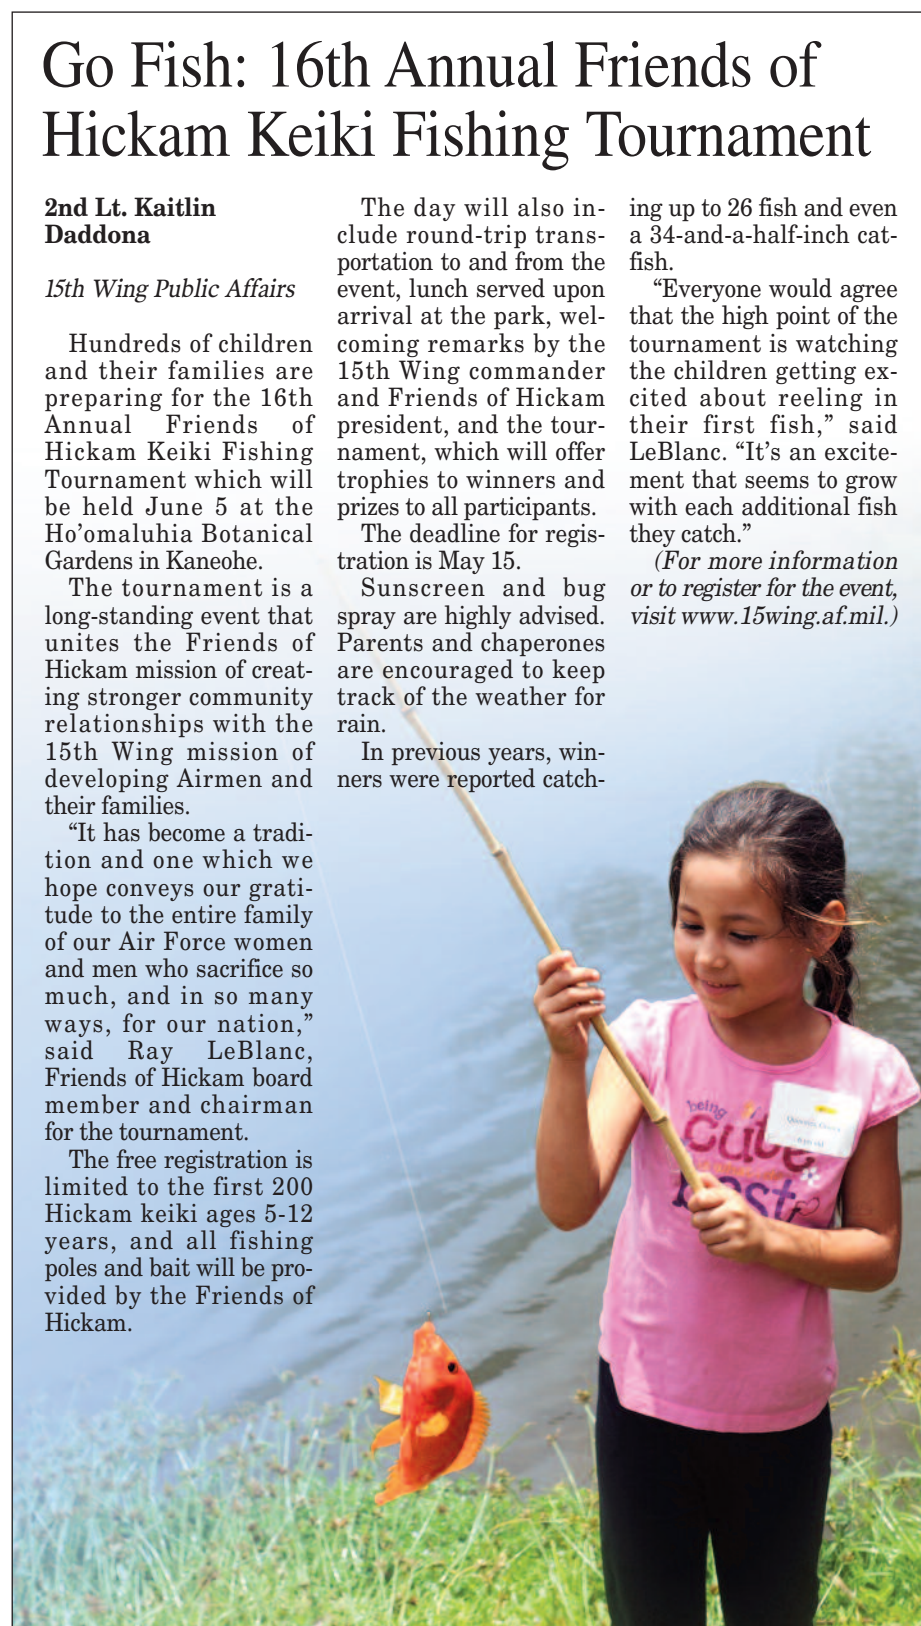 Go Fish: 16th Annual Friends of
Hickam Keiki Fishing Tournament
2nd Lt. Kaitlin
Daddona
15th Wing Public Affairs
Hundreds of children
and their families are
preparing for the 16th
Annual Friends of
Hickam Keiki Fishing
Tournament which will
be held June 5 at the
Ho’omaluhia Botanical
Gardens in Kaneohe.
The tournament is a
long-standing event that
unites the Friends of
Hickam mission of creat-
ing stronger community
relationships with the
15th Wing mission of
developing Airmen and
their families.
“It has become a tradi-
tion and one which we
hope conveys our grati-
tude to the entire family
of our Air Force women
and men who sacrifice so
much, and in so many
ways, for our nation,”
said Ray LeBlanc,
Friends of Hickam board
member and chairman
for the tournament.
The free registration is
limited to the first 200
Hickam keiki ages 5-12
years, and all fishing
poles and bait will be pro-
vided by the Friends of
Hickam.
The day will also in-
clude round-trip trans-
portation to and from the
event, lunch served upon
arrival at the park, wel-
coming remarks by the
15th Wing commander
and Friends of Hickam
president, and the tour-
nament, which will offer
trophies to winners and
prizes to all participants.
The deadline for regis-
tration is May 15.
Sunscreen and bug
spray are highly advised.
Parents and chaperones
are encouraged to keep
track of the weather for
rain.
In previous years, win-
ners were reported catch-
ing up to 26 fish and even
a 34-and-a-half-inch cat-
fish.
“Everyone would agree
that the high point of the
tournament is watching
the children getting ex-
cited about reeling in
their first fish,” said
LeBlanc. “It’s an excite-
ment that seems to grow
with each additional fish
they catch.”
(For more information
or to register for the event,
visit www.15wing.af.mil.)
being
cute
best